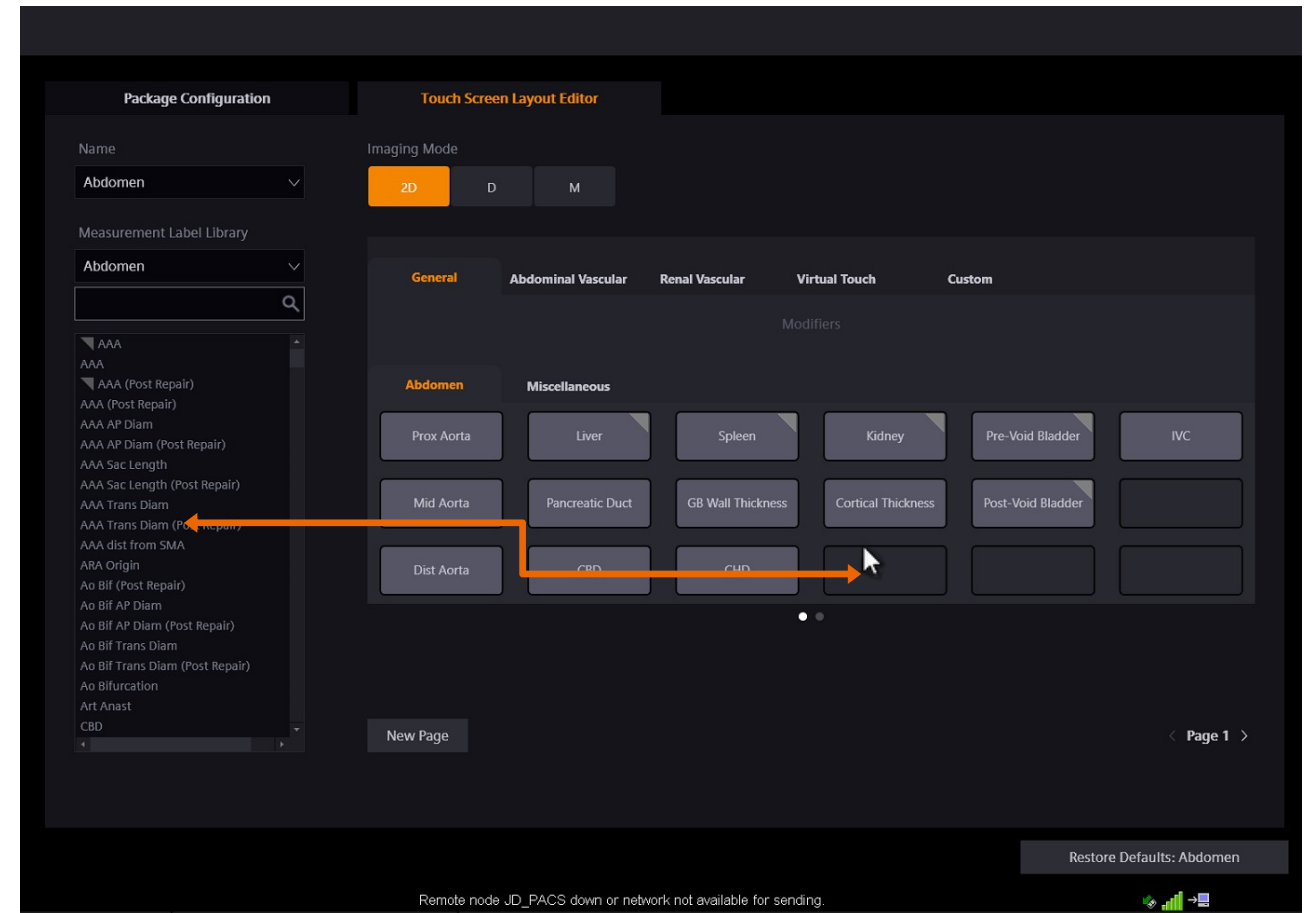 Package Configuration
Touch Screen Layout Editor
Name
Abdomen
Measurement Label Library
Abdomen
AAA
AAA
AAA (Post Repair)
AAA (Post Repair)
AAA AP Diam
AAA AP Diam (Post Repair)
AAA Sac Length
AAA Sac Length (Post Repair)
AAA Trans Diam
AAA Trans Diam (Post Repair)
AAA dist from SMA
ARA Origin
Ao Bif (Post Repair)
Ao Bif AP Diam
Ao Bif AP Diam (Post Repair)
Ao Bif Trans Diam
Ao Bif Trans Diam (Post Repair)
Ao Bifurcation
Art Anast
CBD
Imaging Mode
2D D M
General Abdominal Vascular Renal Vascular Virtual Touch Custom
Modifiers
Abdomen Miscellaneous
Prox Aorta Liver Spleen Kidney Pre-Void Bladder IVC
Mid Aorta Pancreatic Duct GB Wall Thickness Cortical Thickness Post-Void Bladder
Dist Aorta CBD CHD
New Page
Page 1
Restore Defaults: Abdomen
Remote node JD_PACS down or network not available for sending.